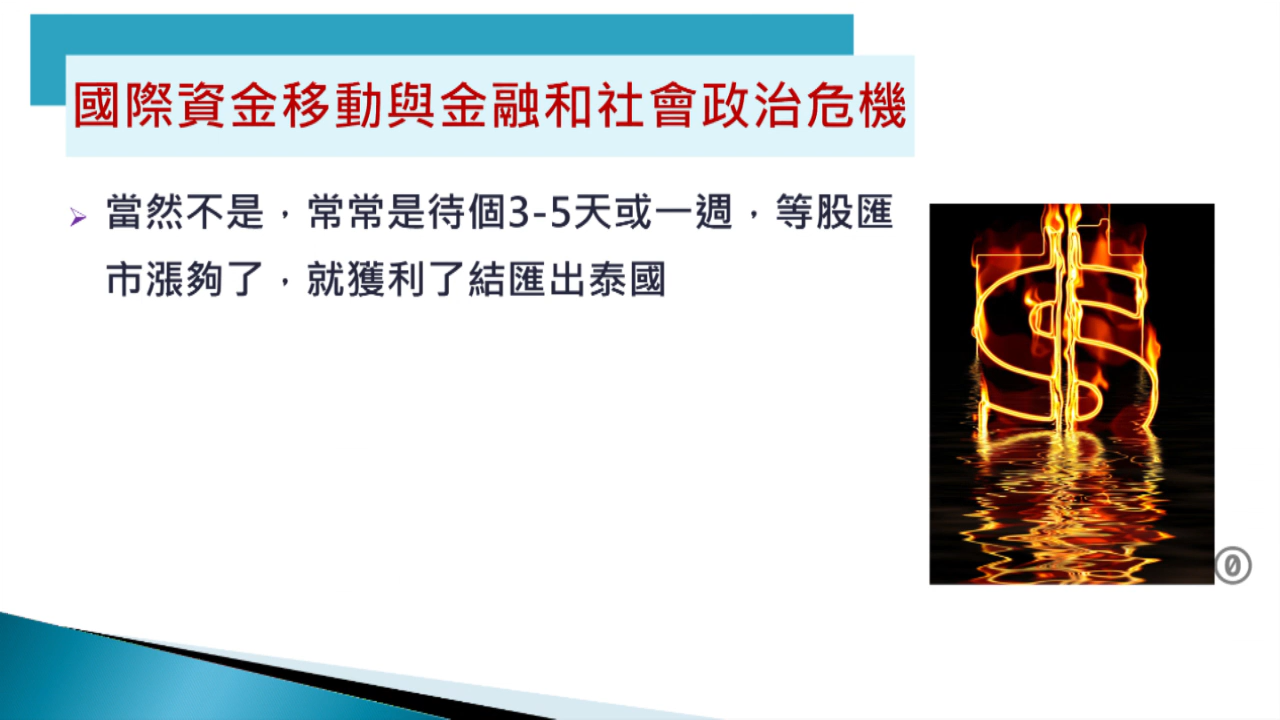 國際資金移動與金融和社會政治危機
當然不是，常常是待個3-5天或一週，等股匯
市漲夠了，就獲利了結匯出泰國